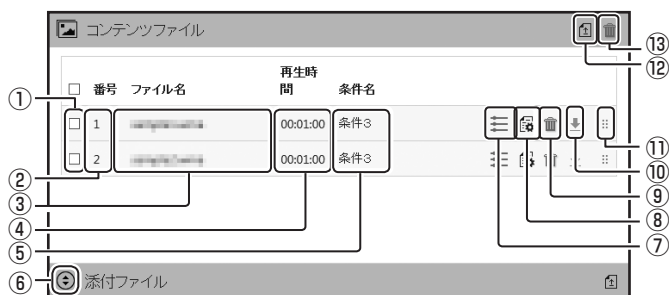 コンテンツファイル
⑬
⑫
再生時
間
番号 ファイル名 条件名
①
1 00:01:00 条件3
⑪
2 00:01:00 条件3
⑩
②
⑨
③
⑧
④
⑦
⑤
⑥
添付ファイル